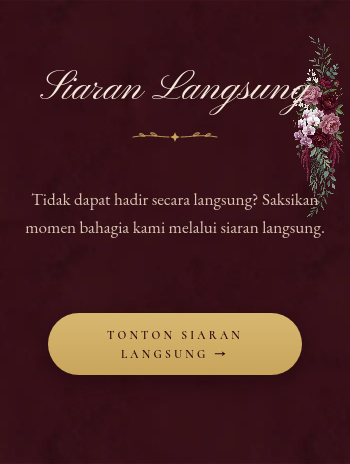 Siaran Langsung
Tidak dapat hadir secara langsung? Saksikan
momen bahagia kami melalui siaran langsung.
TONTON SIARAN
LANGSUNG →